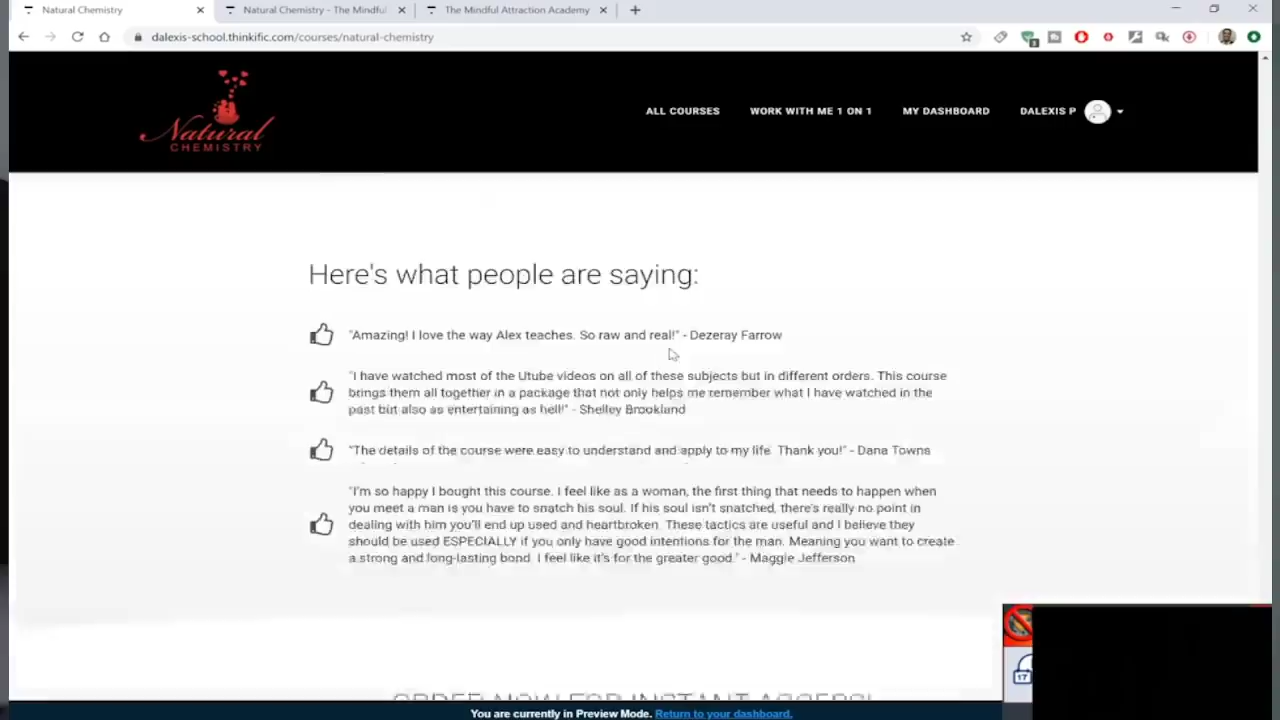 Natural Chemistry
Natural Chemistry - The Mindful
The Mindful Attraction Academy
dalexis-school.thinkific.com/courses/natural-chemistry
Natural
CHEMISTRY
ALL COURSES
WORK WITH ME 1 ON 1
MY DASHBOARD
DALEXIS P
Here's what people are saying:
"Amazing! I love the way Alex teaches. So raw and real!" - Dezeray Farrow
"I have watched most of the Utube videos on all of these subjects but in different orders. This course
brings them all together in a package that not only helps me remember what I have watched in the
past but also as entertaining as hell!" - Shelley Brookland
"The details of the course were easy to understand and apply to my life. Thank you!" - Dana Towns
"I'm so happy I bought this course. I feel like as a woman, the first thing that needs to happen when
you meet a man is you have to snatch his soul. If his soul isn't snatched, there's really no point in
dealing with him you'll end up used and heartbroken. These tactics are useful and I believe they
should be used ESPECIALLY if you only have good intentions for the man. Meaning you want to create
a strong and long-lasting bond. I feel like it's for the greater good." - Maggie Jefferson
ORDER NOW FOR INSTANT ACCESS!
17
You are currently in Preview Mode. Return to your dashboard.